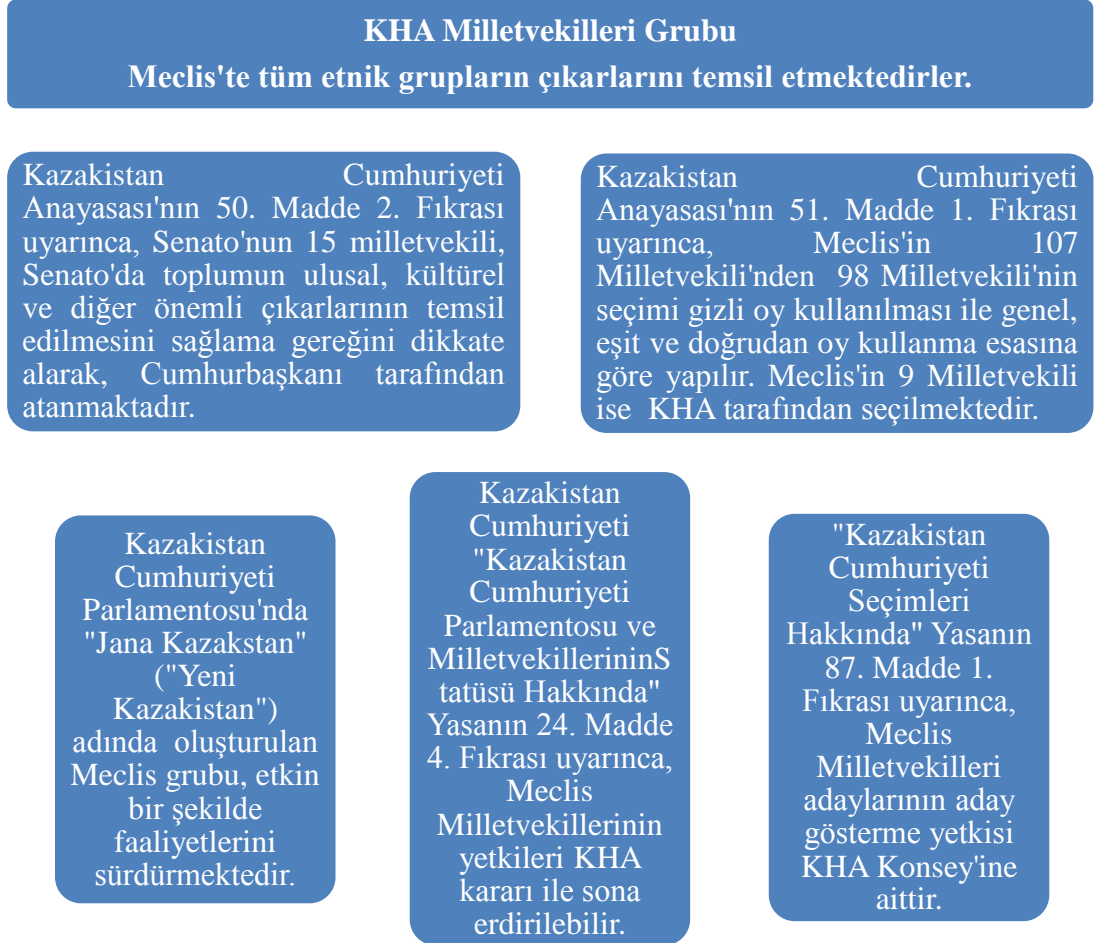 KHA Milletvekilleri Grubu
Meclis'te tüm etnik grupların çıkarlarını temsil etmektedirler.
Kazakistan Cumhuriyeti
Anayasası'nın 50. Madde 2. Fıkrası
uyarınca, Senato'nun 15 milletvekili,
Senato'da toplumun ulusal, kültürel
ve diğer önemli çıkarlarının temsil
edilmesini sağlama gereğini dikkate
alarak, Cumhurbaşkanı tarafından
atanmaktadır.
Kazakistan Cumhuriyeti
Anayasası'nın 51. Madde 1. Fıkrası
uyarınca, Meclis'in 107
Milletvekili'nden 98 Milletvekili'nin
seçimi gizli oy kullanılması ile genel,
eşit ve doğrudan oy kullanma esasına
göre yapılır. Meclis'in 9 Milletvekili
ise KHA tarafından seçilmektedir.
Kazakistan
Cumhuriyeti
Parlamentosu'nda
"Jana Kazakstan"
("Yeni
Kazakistan")
adında oluşturulan
Meclis grubu, etkin
bir şekilde
faaliyetlerini
sürdürmektedir.
Kazakistan
Cumhuriyeti
"Kazakistan
Cumhuriyeti
Parlamentosu ve
MilletvekillerininS
tatüsü Hakkında"
Yasanın 24. Madde
4. Fıkrası uyarınca,
Meclis
Milletvekillerinin
yetkileri KHA
kararı ile sona
erdirilebilir.
"Kazakistan
Cumhuriyeti
Seçimleri
Hakkında" Yasanın
87. Madde 1.
Fıkrası uyarınca,
Meclis
Milletvekilleri
adaylarının aday
gösterme yetkisi
KHA Konsey'ine
aittir.